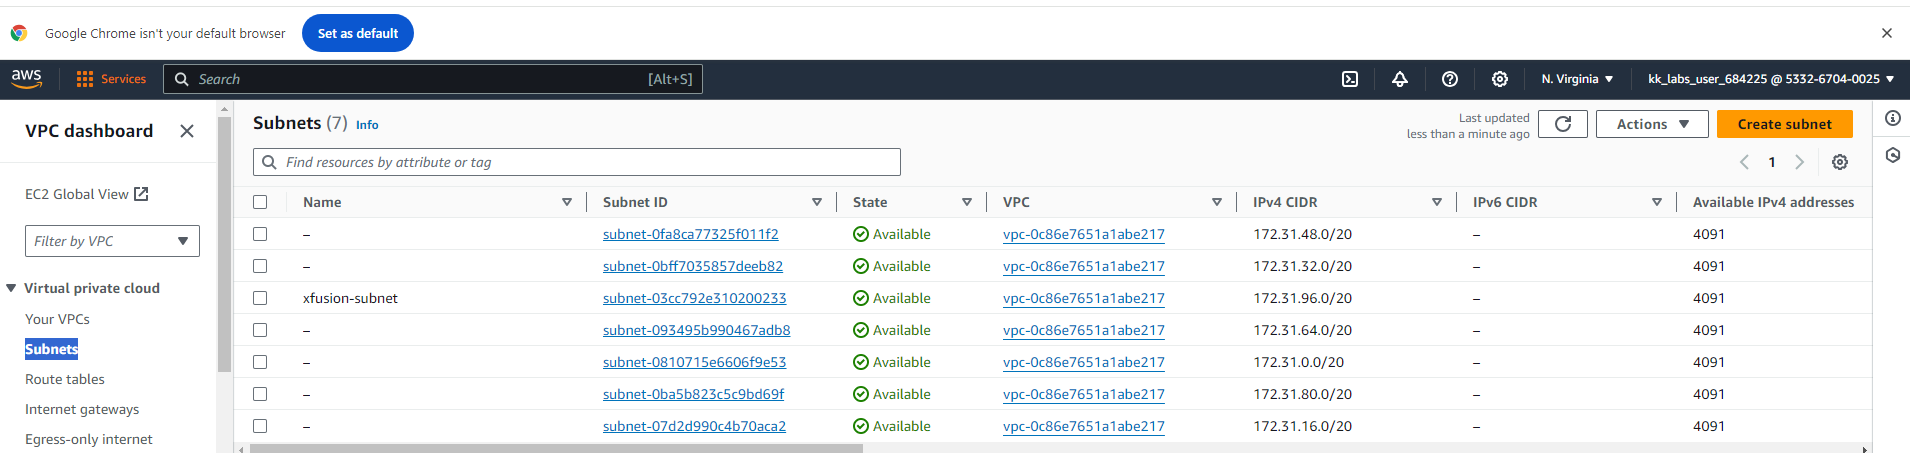 Google Chrome isn't your default browser Set as default
aws Services Search [Alt+S] N. Virginia kk_labs_user_684225 @ 5332-6704-0025
VPC dashboard
EC2 Global View
Filter by VPC
Virtual private cloud
Your VPCs
Subnets
Route tables
Internet gateways
Egress-only internet
Subnets (7) Info
Last updated
less than a minute ago
Actions Create subnet
Find resources by attribute or tag
1
Name Subnet ID State VPC IPv4 CIDR IPv6 CIDR Available IPv4 addresses
– subnet-0fa8ca77325f011f2 Available vpc-0c86e7651a1abe217 172.31.48.0/20 – 4091
– subnet-0bff7035857deeb82 Available vpc-0c86e7651a1abe217 172.31.32.0/20 – 4091
xfusion-subnet subnet-03cc792e310200233 Available vpc-0c86e7651a1abe217 172.31.96.0/20 – 4091
– subnet-093495b990467adb8 Available vpc-0c86e7651a1abe217 172.31.64.0/20 – 4091
– subnet-0810715e6606f9e53 Available vpc-0c86e7651a1abe217 172.31.0.0/20 – 4091
– subnet-0ba5b823c5c9bd69f Available vpc-0c86e7651a1abe217 172.31.80.0/20 – 4091
– subnet-07d2d990c4b70aca2 Available vpc-0c86e7651a1abe217 172.31.16.0/20 – 4091